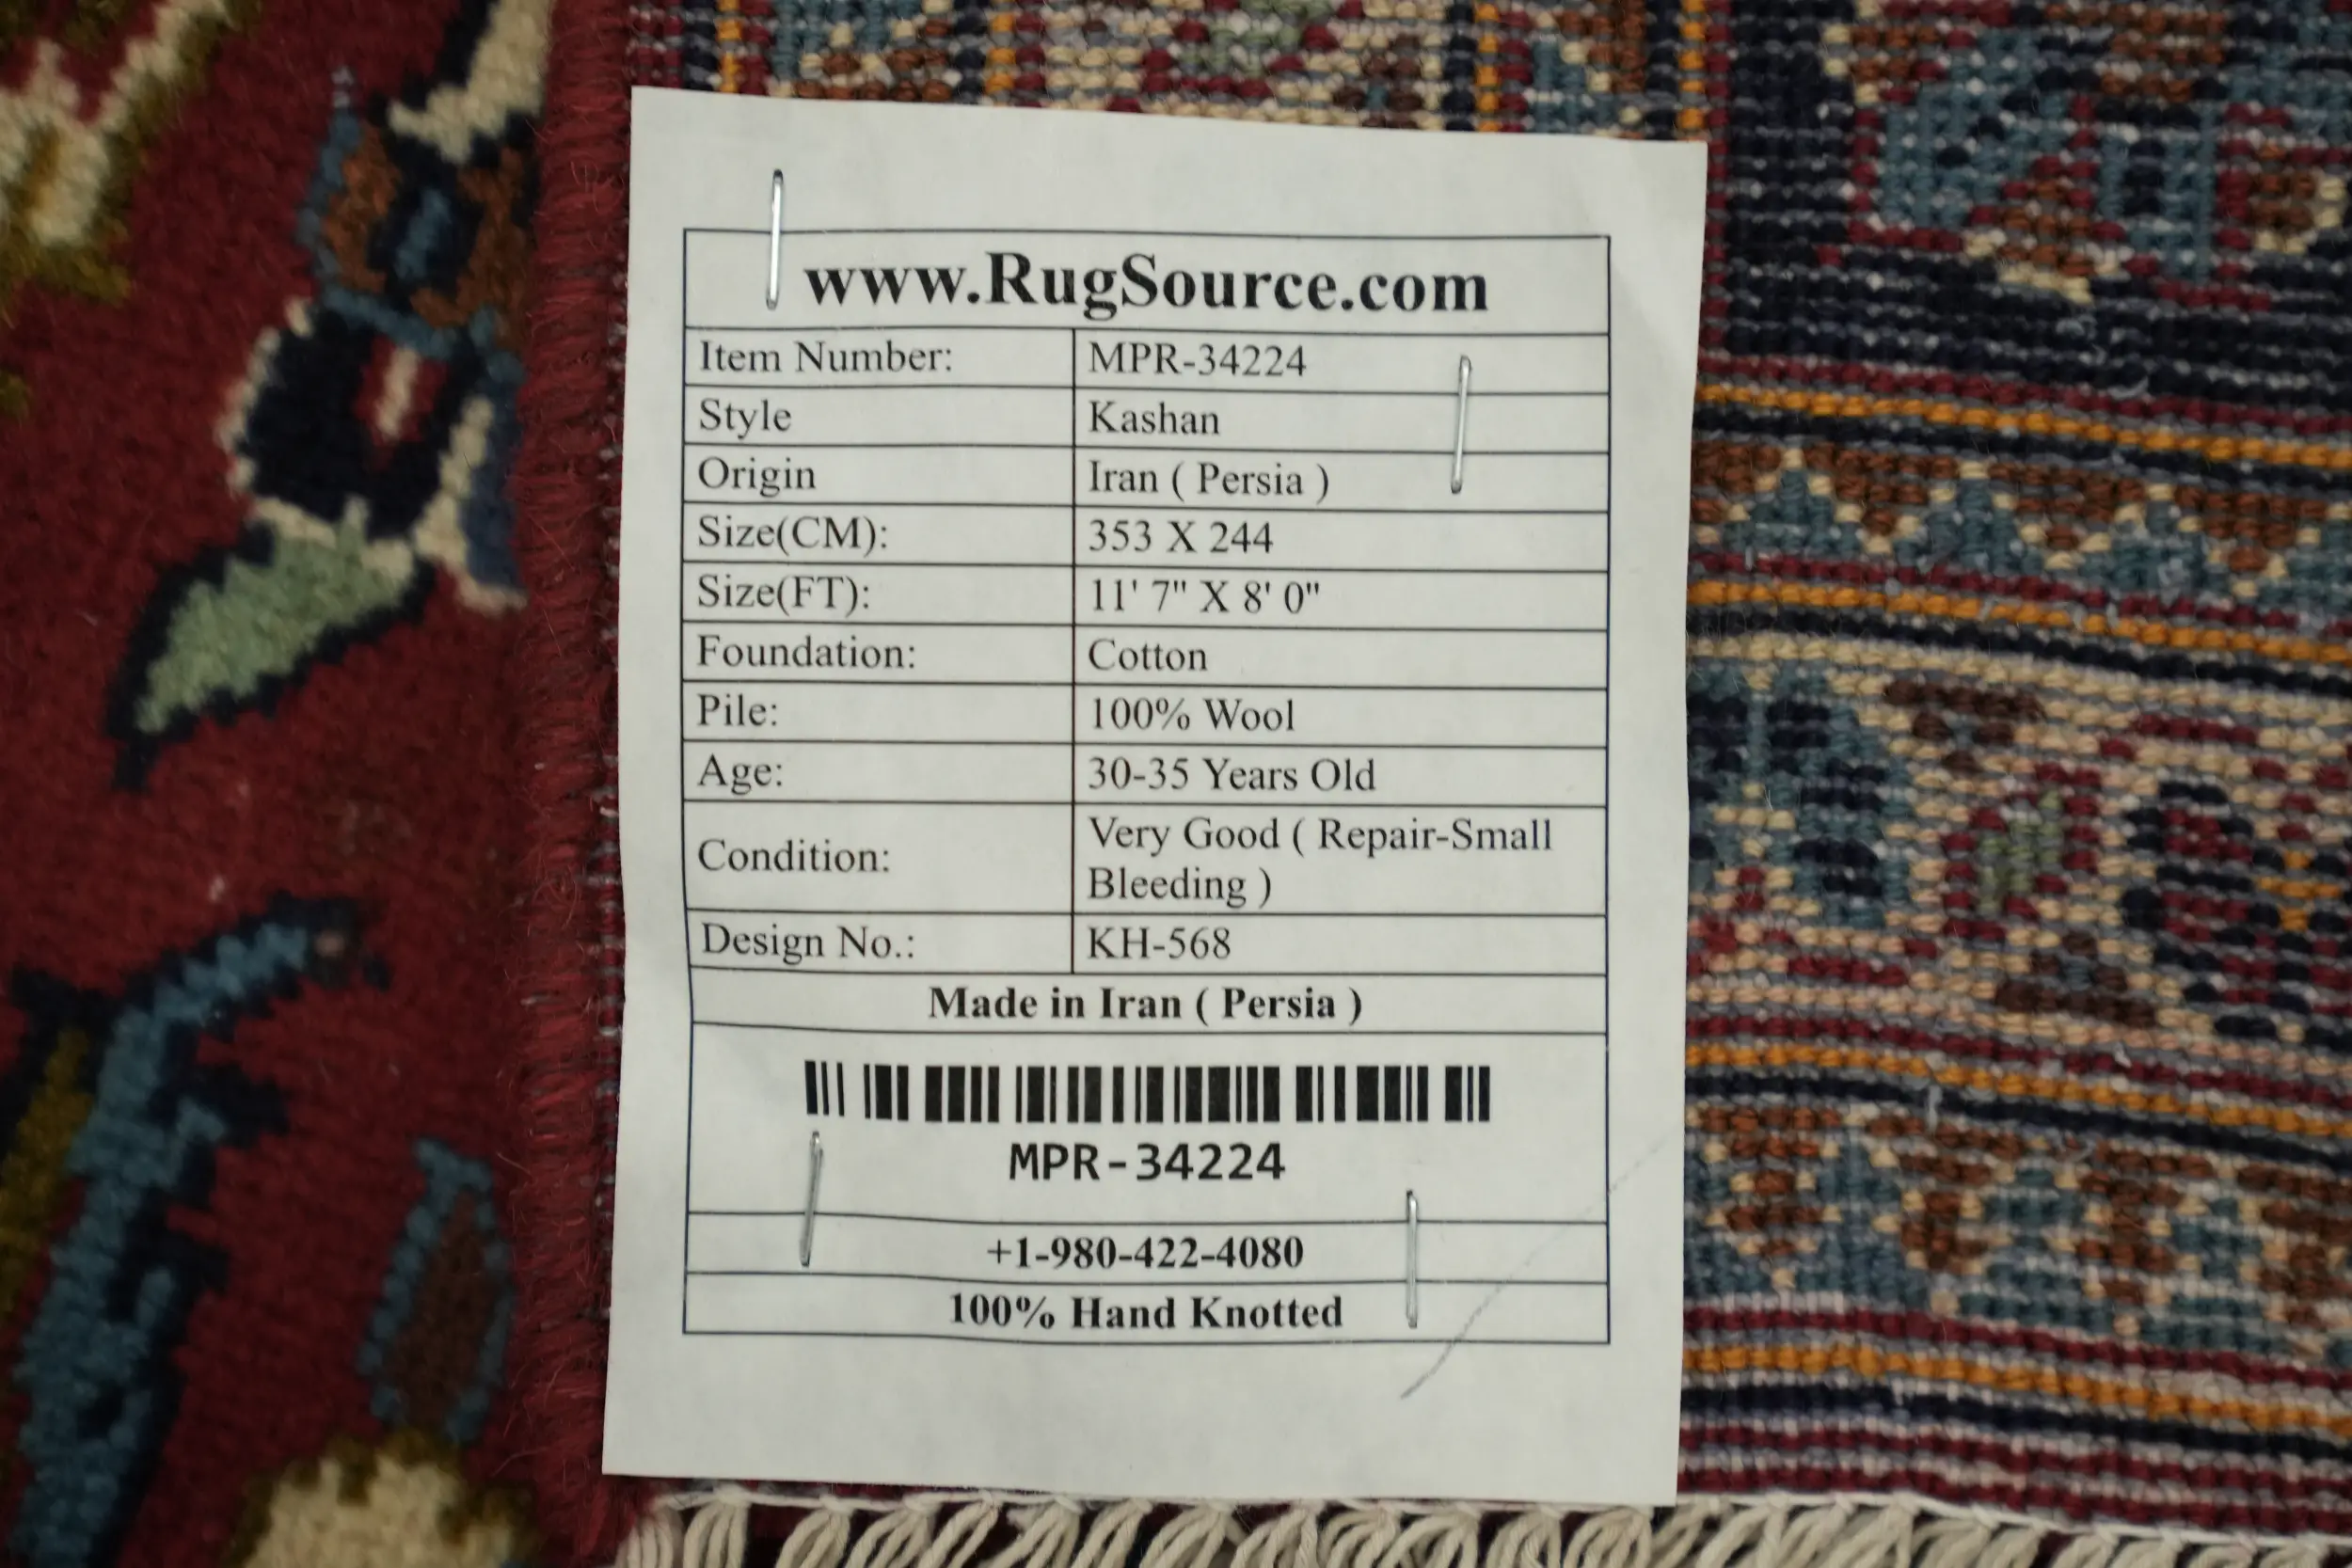 www.RugSource.com
Item Number: MPR-34224
Style Kashan
Origin Iran ( Persia )
Size(CM): 353 X 244
Size(FT): 11' 7" X 8' 0"
Foundation: Cotton
Pile: 100% Wool
Age: 30-35 Years Old
Condition: Very Good ( Repair-Small
Bleeding )
Design No.: KH-568
Made in Iran ( Persia )
MPR-34224
+1-980-422-4080
100% Hand Knotted